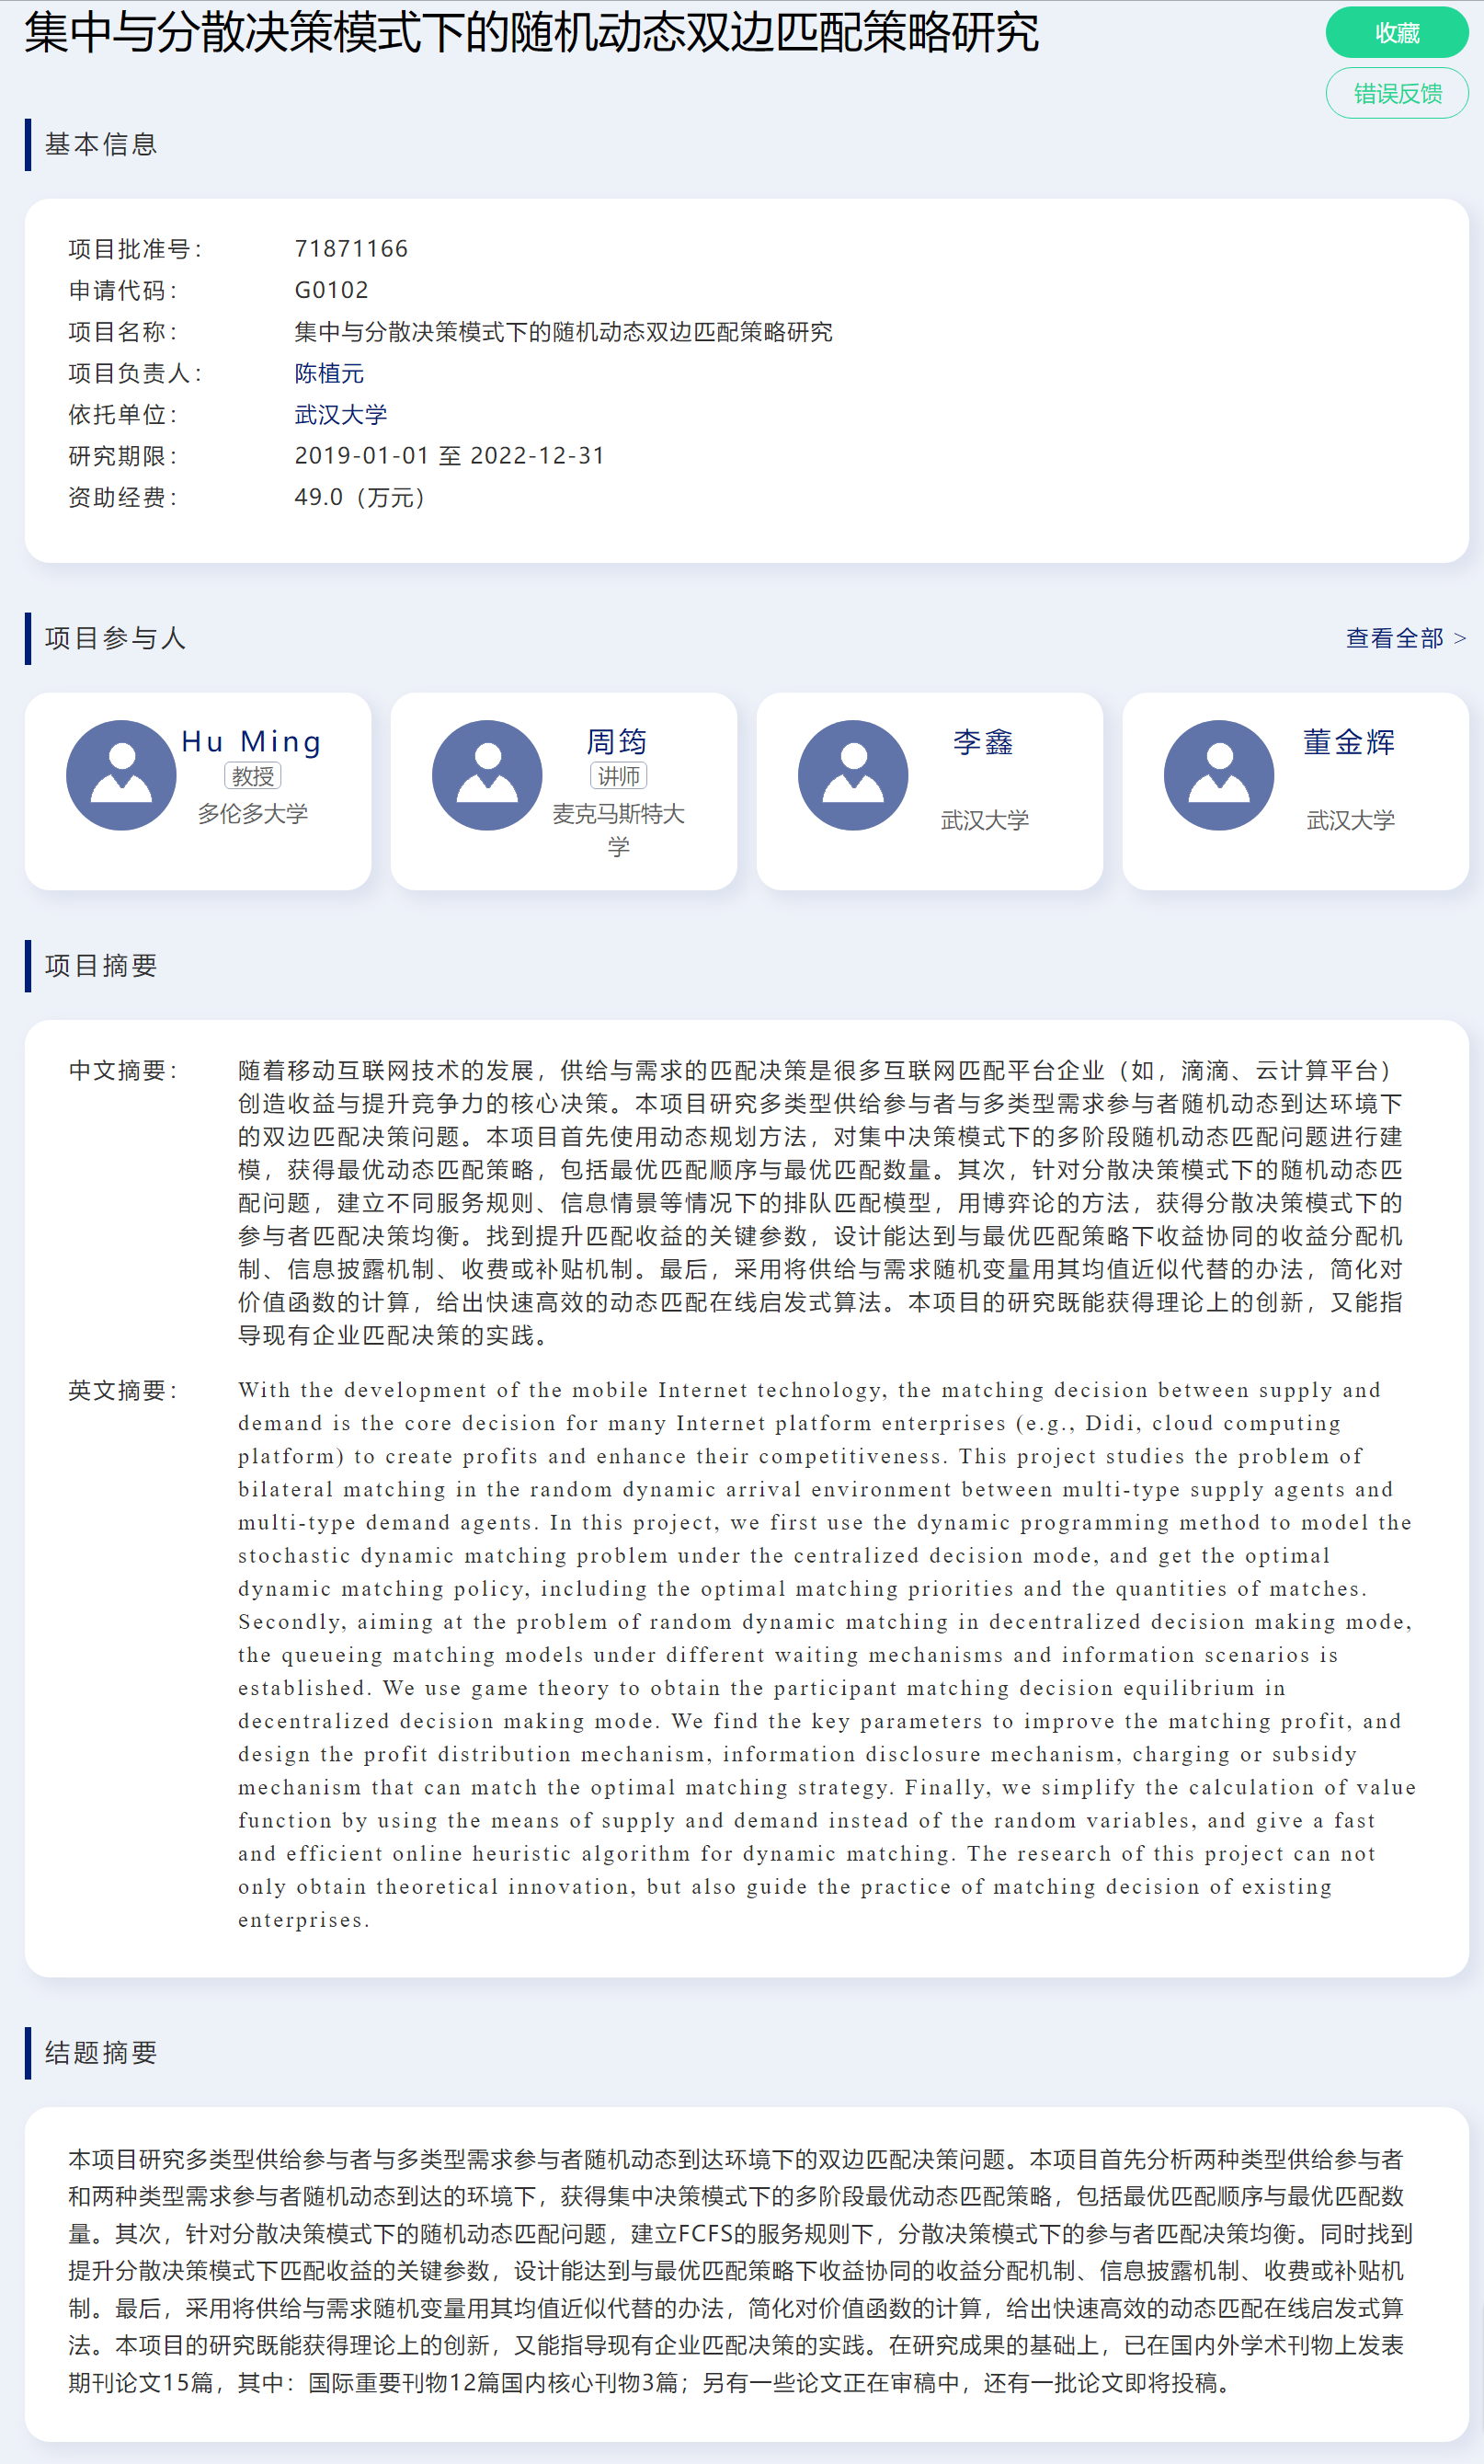 集中与分散决策模式下的随机动态双边匹配策略研究
收藏
错误反馈
基本信息
项目批准号： 71871166
申请代码： G0102
项目名称： 集中与分散决策模式下的随机动态双边匹配策略研究
项目负责人： 陈植元
依托单位： 武汉大学
研究期限： 2019-01-01 至 2022-12-31
资助经费： 49.0（万元）
项目参与人
查看全部 >
Hu Ming
教授
多伦多大学
周筠
讲师
麦克马斯特大
学
李鑫
武汉大学
董金辉
武汉大学
项目摘要
中文摘要： 随着移动互联网技术的发展，供给与需求的匹配决策是很多互联网匹配平台企业（如，滴滴、云计算平台）
创造收益与提升竞争力的核心决策。本项目研究多类型供给参与者与多类型需求参与者随机动态到达环境下
的双边匹配决策问题。本项目首先使用动态规划方法，对集中决策模式下的多阶段随机动态匹配问题进行建
模，获得最优动态匹配策略，包括最优匹配顺序与最优匹配数量。其次，针对分散决策模式下的随机动态匹
配问题，建立不同服务规则、信息情景等情况下的排队匹配模型，用博弈论的方法，获得分散决策模式下的
参与者匹配决策均衡。找到提升匹配收益的关键参数，设计能达到与最优匹配策略下收益协同的收益分配机
制、信息披露机制、收费或补贴机制。最后，采用将供给与需求随机变量用其均值近似代替的办法，简化对
价值函数的计算，给出快速高效的动态匹配在线启发式算法。本项目的研究既能获得理论上的创新，又能指
导现有企业匹配决策的实践。
英文摘要： With the development of the mobile Internet technology, the matching decision between supply and
demand is the core decision for many Internet platform enterprises (e.g., Didi, cloud computing
platform) to create profits and enhance their competitiveness. This project studies the problem of
bilateral matching in the random dynamic arrival environment between multi-type supply agents and
multi-type demand agents. In this project, we first use the dynamic programming method to model the
stochastic dynamic matching problem under the centralized decision mode, and get the optimal
dynamic matching policy, including the optimal matching priorities and the quantities of matches.
Secondly, aiming at the problem of random dynamic matching in decentralized decision making mode,
the queueing matching models under different waiting mechanisms and information scenarios is
established. We use game theory to obtain the participant matching decision equilibrium in
decentralized decision making mode. We find the key parameters to improve the matching profit, and
design the profit distribution mechanism, information disclosure mechanism, charging or subsidy
mechanism that can match the optimal matching strategy. Finally, we simplify the calculation of value
function by using the means of supply and demand instead of the random variables, and give a fast
and efficient online heuristic algorithm for dynamic matching. The research of this project can not
only obtain theoretical innovation, but also guide the practice of matching decision of existing
enterprises.
结题摘要
本项目研究多类型供给参与者与多类型需求参与者随机动态到达环境下的双边匹配决策问题。本项目首先分析两种类型供给参与者
和两种类型需求参与者随机动态到达的环境下，获得集中决策模式下的多阶段最优动态匹配策略，包括最优匹配顺序与最优匹配数
量。其次，针对分散决策模式下的随机动态匹配问题，建立FCFS的服务规则下，分散决策模式下的参与者匹配决策均衡。同时找到
提升分散决策模式下匹配收益的关键参数，设计能达到与最优匹配策略下收益协同的收益分配机制、信息披露机制、收费或补贴机
制。最后，采用将供给与需求随机变量用其均值近似代替的办法，简化对价值函数的计算，给出快速高效的动态匹配在线启发式算
法。本项目的研究既能获得理论上的创新，又能指导现有企业匹配决策的实践。在研究成果的基础上，已在国内外学术刊物上发表
期刊论文15篇，其中：国际重要刊物12篇国内核心刊物3篇；另有一些论文正在审稿中，还有一批论文即将投稿。